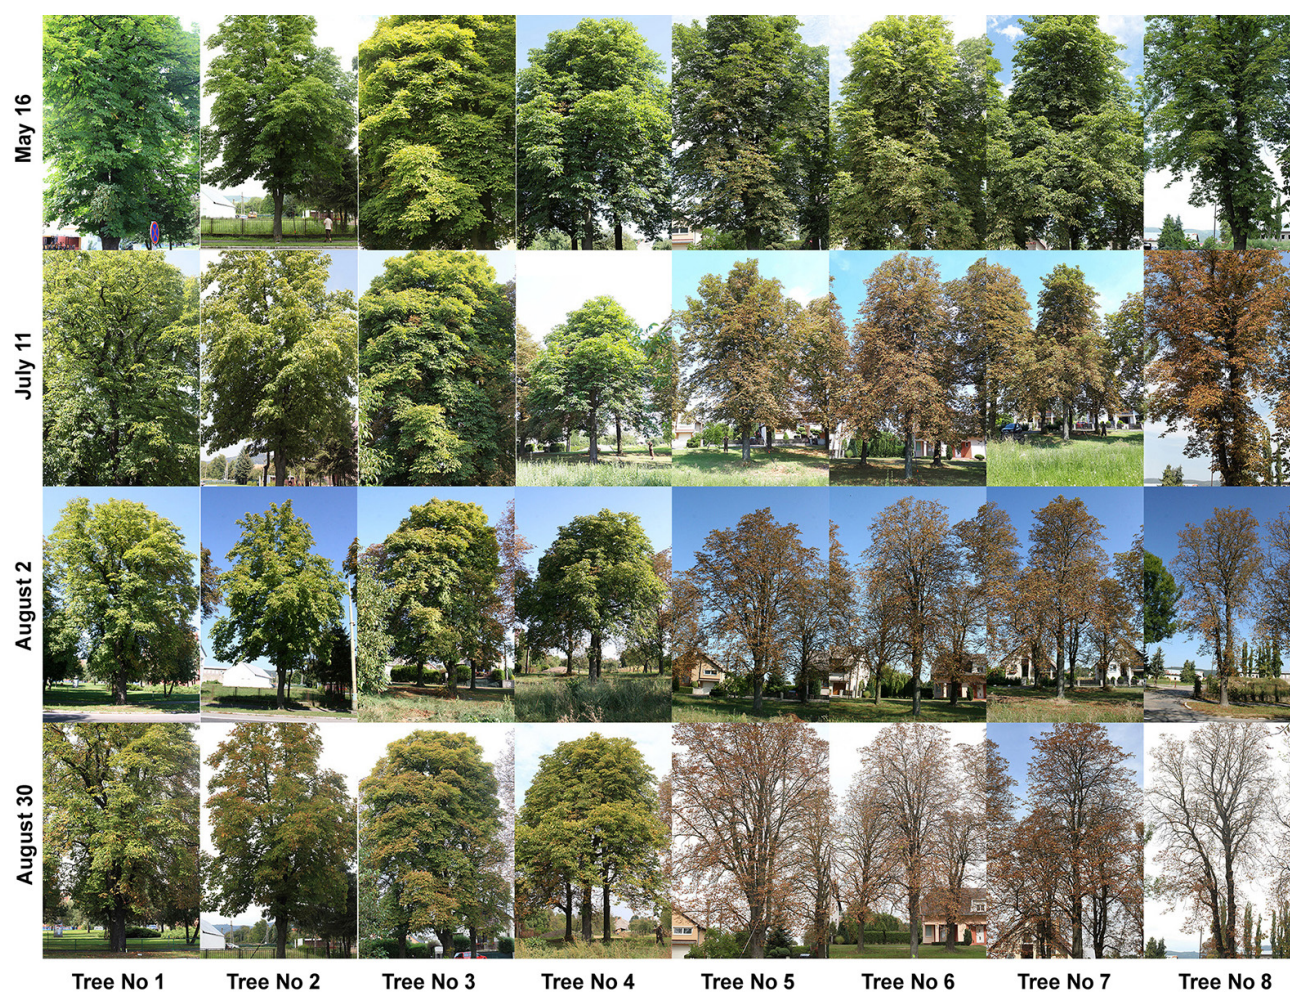 May 16
July 11
August 2
August 30
Tree No 1 Tree No 2 Tree No 3 Tree No 4 Tree No 5 Tree No 6 Tree No 7 Tree No 8